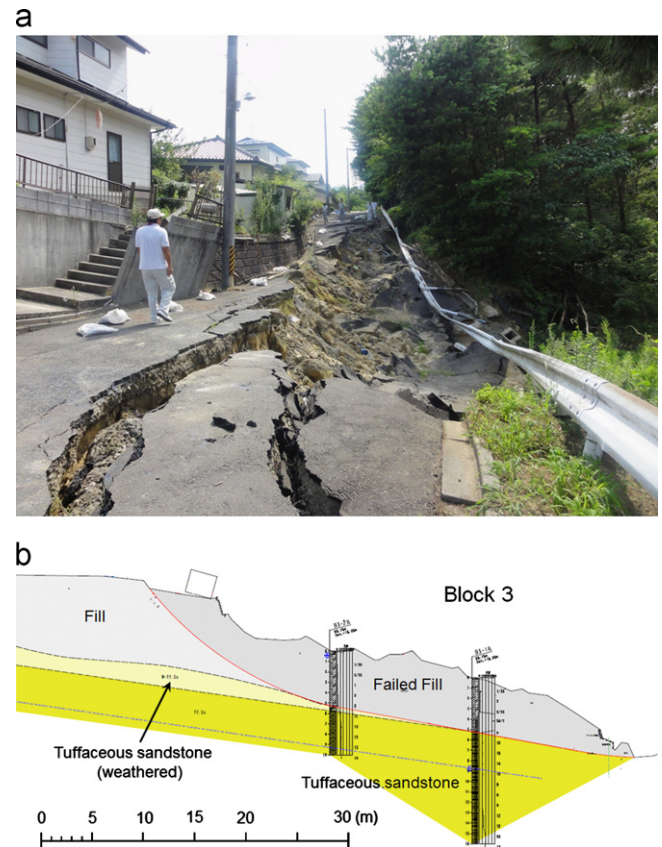 a
b
Block 3
Fill
Failed Fill
Tuffaceous sandstone
(weathered)
Tuffaceous sandstone
0 5 10 15 20 30 (m)